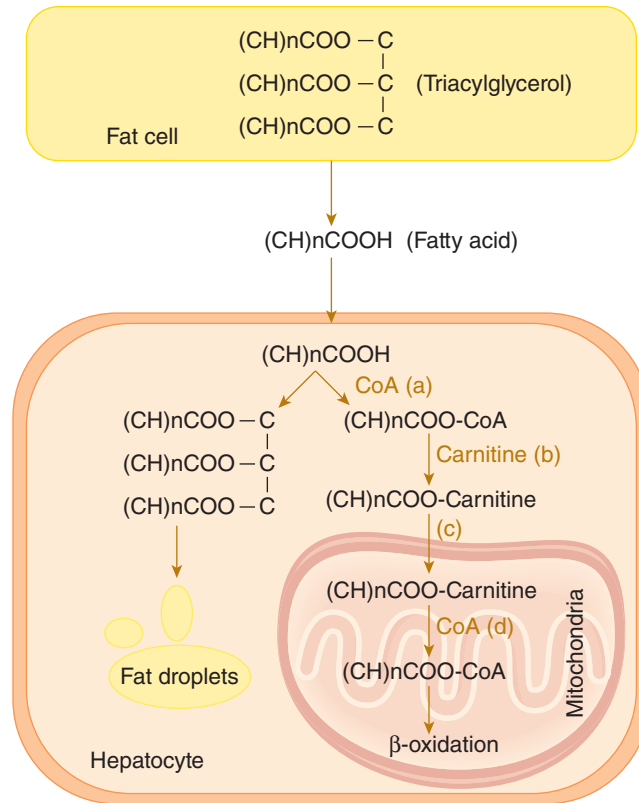 (CH)nCOO – C
(CH)nCOO – C (Triacylglycerol)
(CH)nCOO – C
Fat cell
(CH)nCOOH (Fatty acid)
(CH)nCOOH
CoA (a)
(CH)nCOO – C
(CH)nCOO – C
(CH)nCOO – C
(CH)nCOO-CoA
Carnitine (b)
(CH)nCOO-Carnitine
(c)
(CH)nCOO-Carnitine
CoA (d)
(CH)nCOO-CoA
β-oxidation
Mitochondria
Fat droplets
Hepatocyte